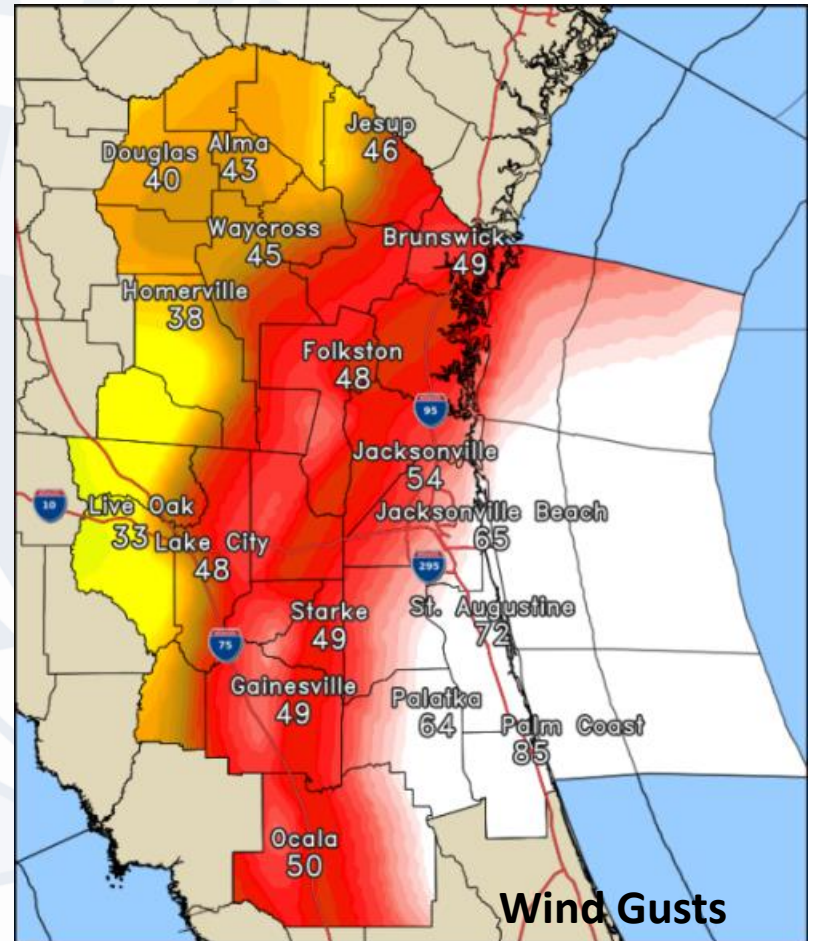 Jesup
46
Douglas
40
Alma
43
Waycross
45
Brunswick
49
Homerville
38
Folkston
48
95
Jacksonville
54
10
Live Oak
33
Lake City
48
Jacksonville Beach
65
295
Starke
49
St. Augustine
72
75
Gainesville
49
Palatka
64
Palm Coast
85
Ocala
50
Wind Gusts